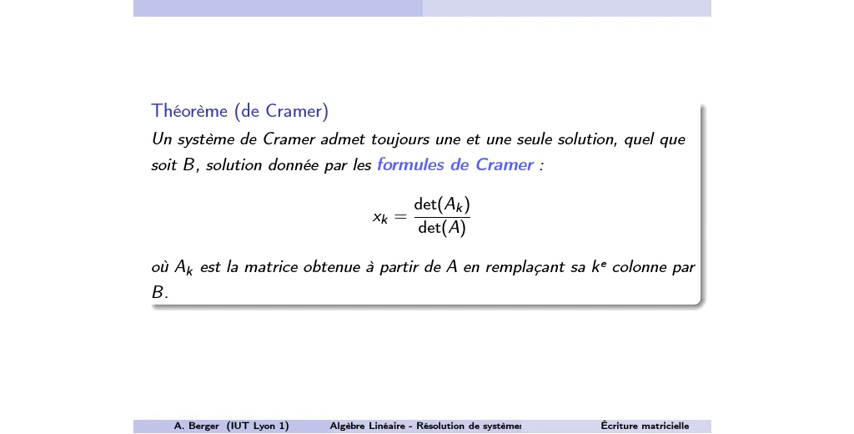 Théorème (de Cramer)
Un système de Cramer admet toujours une et une seule solution, quel que
soit B, solution donnée par les formules de Cramer :
x_k = det(A_k) / det(A)
où A_k est la matrice obtenue à partir de A en remplaçant sa k^e colonne par
B.
A. Berger (IUT Lyon 1) Algèbre Linéaire - Résolution de systèmes Écriture matricielle